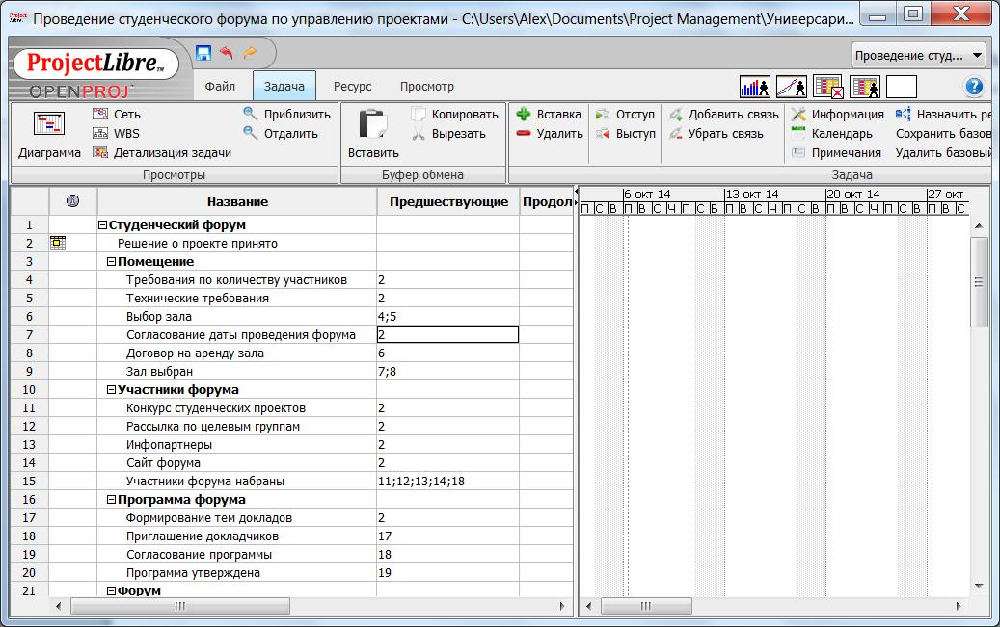 Проведение студенческого форума по управлению проектами - C:\Users\Alex\Documents\Project Management\Универсари...
ProjectLibre™
OPENPROJ
Проведение студ...
Файл Задача Ресурс Просмотр
Диаграмма
Сеть
WBS
Детализация задачи
Приблизить
Отдалить
Просмотры
Вставить
Копировать
Вырезать
Буфер обмена
Вставка
Удалить
Отступ
Выступ
Добавить связь
Убрать связь
Информация
Календарь
Примечания
Назначить ре
Сохранить базов
Удалить базовый
Задача
Название Предшествующие Продол
6 окт 14 13 окт 14 20 окт 14 27 окт
П С В П В С Ч П С В П В С Ч П С В П В С Ч П С В П В С
1 Студенческий форум
2 Решение о проекте принято
3 Помещение
4 Требования по количеству участников 2
5 Технические требования 2
6 Выбор зала 4;5
7 Согласование даты проведения форума 2
8 Договор на аренду зала 6
9 Зал выбран 7;8
10 Участники форума
11 Конкурс студенческих проектов 2
12 Рассылка по целевым группам 2
13 Инфопартнеры 2
14 Сайт форума 2
15 Участники форума набраны 11;12;13;14;18
16 Программа форума
17 Формирование тем докладов 2
18 Приглашение докладчиков 17
19 Согласование программы 18
20 Программа утверждена 19
21 Форум